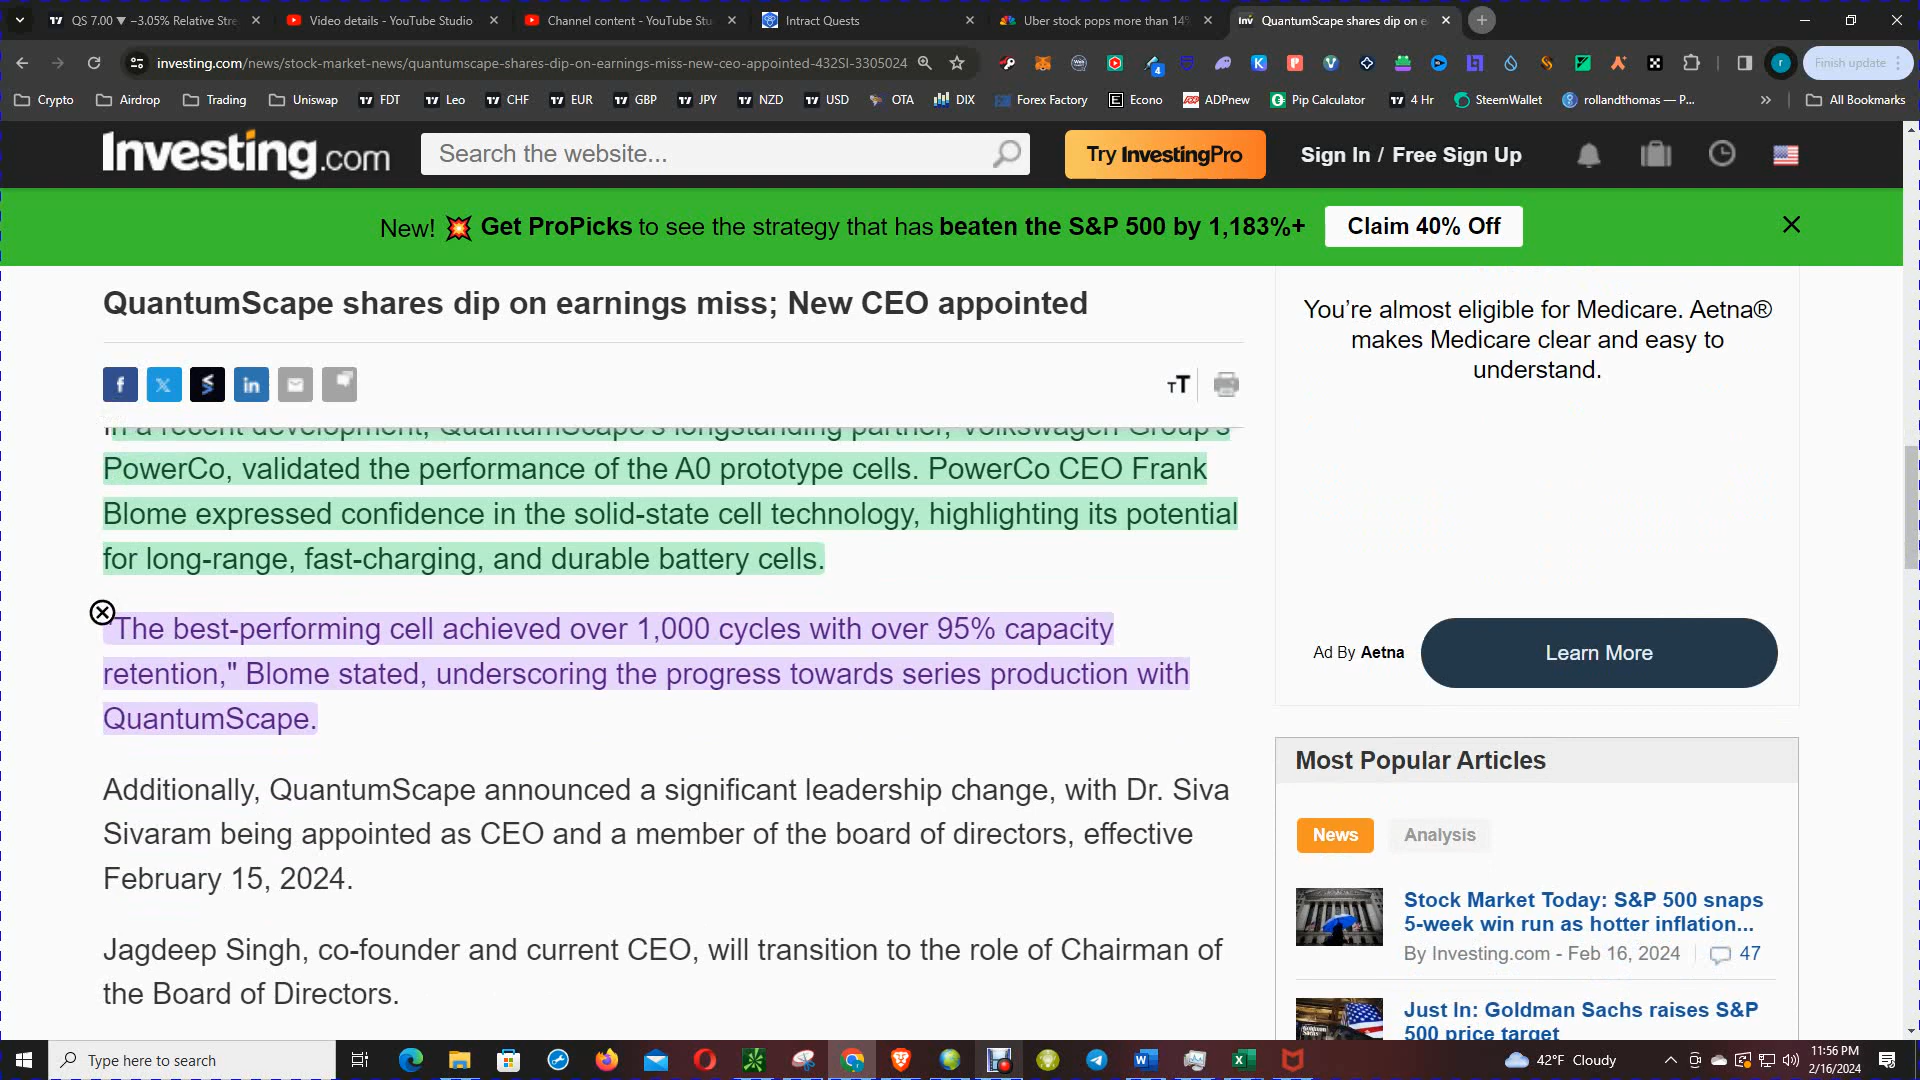 QS 7.00 ▼ −3.05% Relative Stre
Video details - YouTube Studio
Channel content - YouTube Stu
Intract Quests
Uber stock pops more than 14%
QuantumScape shares dip on e
investing.com/news/stock-market-news/quantumscape-shares-dip-on-earnings-miss-new-ceo-appointed-432SI-3305024
4
Finish update
Crypto
Airdrop
Trading
Uniswap
FDT
Leo
CHF
EUR
GBP
JPY
NZD
USD
OTA
DIX
Forex Factory
Econo
ADPnew
Pip Calculator
4 Hr
SteemWallet
rollandthomas — P...
All Bookmarks
Investing.com
Search the website...
Try InvestingPro
Sign In / Free Sign Up
New! 💥 Get ProPicks to see the strategy that has beaten the S&P 500 by 1,183%+
Claim 40% Off
QuantumScape shares dip on earnings miss; New CEO appointed
In a recent development, QuantumScape's longstanding partner, Volkswagen Group's
PowerCo, validated the performance of the A0 prototype cells. PowerCo CEO Frank
Blome expressed confidence in the solid-state cell technology, highlighting its potential
for long-range, fast-charging, and durable battery cells.
"The best-performing cell achieved over 1,000 cycles with over 95% capacity
retention," Blome stated, underscoring the progress towards series production with
QuantumScape.
Additionally, QuantumScape announced a significant leadership change, with Dr. Siva
Sivaram being appointed as CEO and a member of the board of directors, effective
February 15, 2024.
Jagdeep Singh, co-founder and current CEO, will transition to the role of Chairman of
the Board of Directors.
You're almost eligible for Medicare. Aetna®
makes Medicare clear and easy to
understand.
Ad By Aetna
Learn More
Most Popular Articles
News
Analysis
Stock Market Today: S&P 500 snaps
5-week win run as hotter inflation...
By Investing.com - Feb 16, 2024
47
Just In: Goldman Sachs raises S&P
500 price target
Type here to search
42°F Cloudy
11:56 PM
2/16/2024